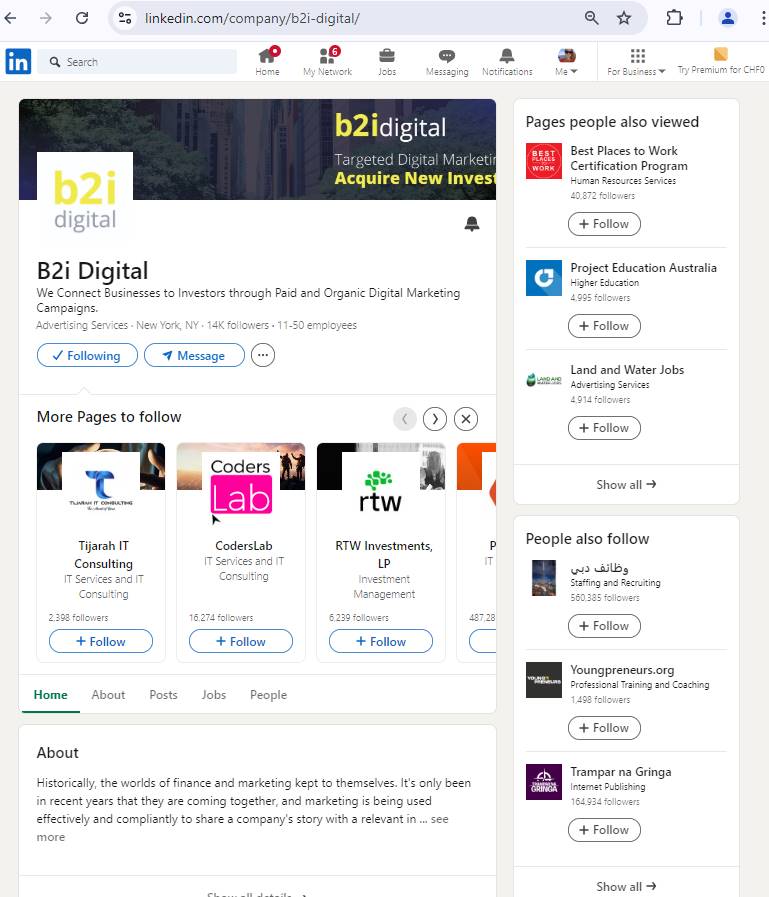 linkedin.com/company/b2i-digital/
in
Search
Home
6
My Network
Jobs
Messaging
Notifications
Me
For Business
Try Premium for CHF0
b2idigital
Targeted Digital Marketin
Acquire New Invest
b2i
digital
B2i Digital
We Connect Businesses to Investors through Paid and Organic Digital Marketing
Campaigns.
Advertising Services · New York, NY · 14K followers · 11-50 employees
Following
Message
More Pages to follow
TIJARAH IT CONSULTING
Tijarah IT
Consulting
IT Services and IT
Consulting
2,398 followers
+ Follow
Coders
Lab
CodersLab
IT Services and IT
Consulting
16,274 followers
+ Follow
rtw
RTW Investments,
LP
Investment
Management
6,239 followers
+ Follow
P
IT
487,28
Home
About
Posts
Jobs
People
About
Historically, the worlds of finance and marketing kept to themselves. It's only been
in recent years that they are coming together, and marketing is being used
effectively and compliantly to share a company's story with a relevant in ... see
more
Show all details →
Pages people also viewed
BEST
PLACES
WORK
Best Places to Work
Certification Program
Human Resources Services
40,872 followers
+ Follow
Project Education Australia
Higher Education
4,995 followers
+ Follow
LAND AND
WATER JOBS
Land and Water Jobs
Advertising Services
4,914 followers
+ Follow
Show all →
People also follow
وظائف دبي
Staffing and Recruiting
560,385 followers
+ Follow
Youngpreneurs.org
Professional Training and Coaching
1,498 followers
+ Follow
GRINGA
Trampar na Gringa
Internet Publishing
164,934 followers
+ Follow
Show all →